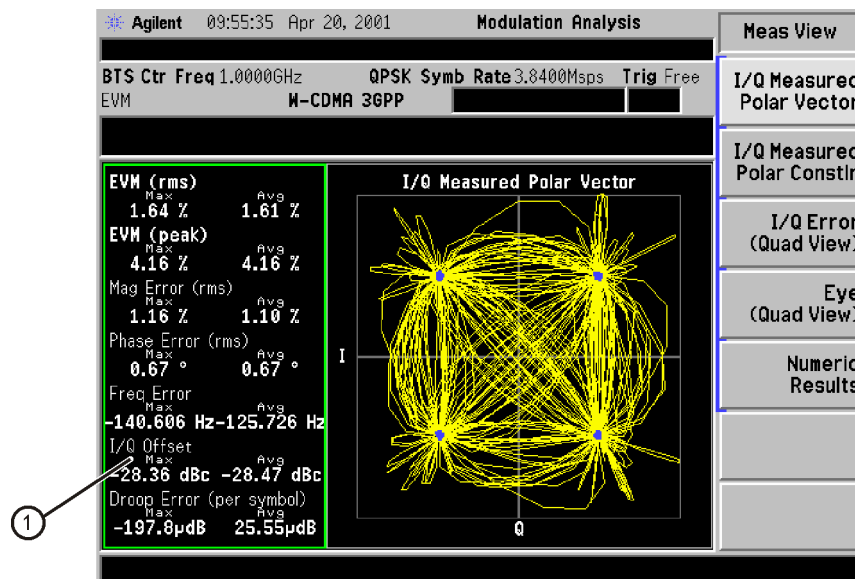 Agilent 09:55:35 Apr 20, 2001 Modulation Analysis
Meas View
BTS Ctr Freq 1.0000GHz QPSK Symb Rate 3.8400Msps Trig Free
EVM W-CDMA 3GPP
I/Q Measured
Polar Vector
I/Q Measured
Polar Constln
I/Q Error
(Quad View)
Eye
(Quad View)
Numeric
Results
EVM (rms)
Max Avg
1.64 % 1.61 %
EVM (peak)
Max Avg
4.16 % 4.16 %
Mag Error (rms)
Max Avg
1.16 % 1.10 %
Phase Error (rms)
Max Avg
0.67 ° 0.67 °
Freq Error
Max Avg
-140.606 Hz -125.726 Hz
I/Q Offset
Max Avg
-28.36 dBc -28.47 dBc
Droop Error (per symbol)
Max Avg
-197.8µdB 25.55µdB
I/Q Measured Polar Vector
I
Q
1